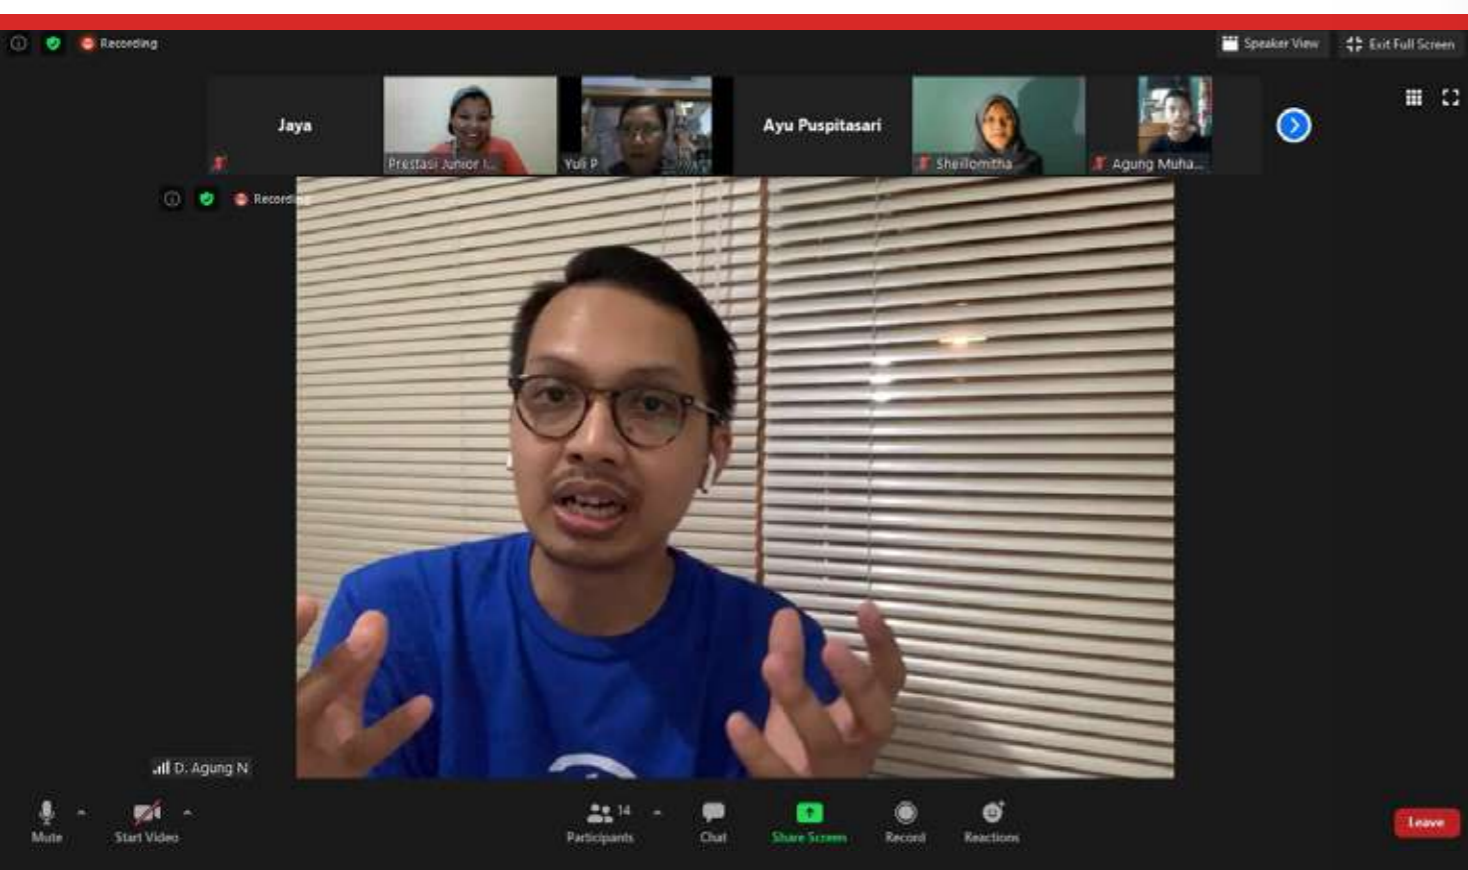 Recording
Speaker View
Exit Full Screen
Jaya
Prestasi Junior I...
Yuli P
Ayu Puspitasari
Sheillomitha
Agung Muha...
Recording
D. Agung N
Mute
Start Video
14
Participants
Chat
Share Screen
Record
Reactions
Leave